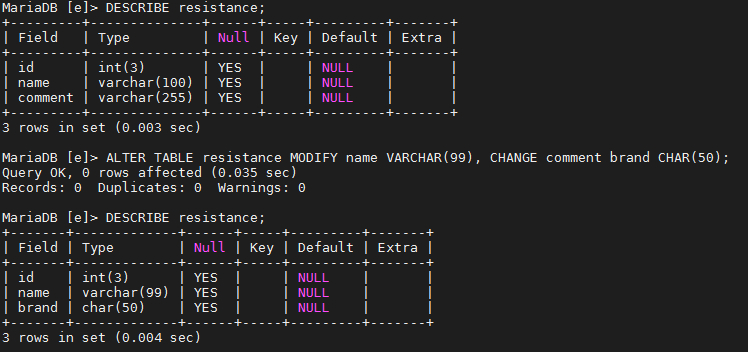 MariaDB [e]> DESCRIBE resistance;
+---------+--------------+------+-----+---------+-------+
| Field   | Type         | Null | Key | Default | Extra |
+---------+--------------+------+-----+---------+-------+
| id      | int(3)       | YES  |     | NULL    |       |
| name    | varchar(100) | YES  |     | NULL    |       |
| comment | varchar(255) | YES  |     | NULL    |       |
+---------+--------------+------+-----+---------+-------+
3 rows in set (0.003 sec)

MariaDB [e]> ALTER TABLE resistance MODIFY name VARCHAR(99), CHANGE comment brand CHAR(50);
Query OK, 0 rows affected (0.035 sec)
Records: 0  Duplicates: 0  Warnings: 0

MariaDB [e]> DESCRIBE resistance;
+-------+-------------+------+-----+---------+-------+
| Field | Type        | Null | Key | Default | Extra |
+-------+-------------+------+-----+---------+-------+
| id    | int(3)      | YES  |     | NULL    |       |
| name  | varchar(99) | YES  |     | NULL    |       |
| brand | char(50)    | YES  |     | NULL    |       |
+-------+-------------+------+-----+---------+-------+
3 rows in set (0.004 sec)